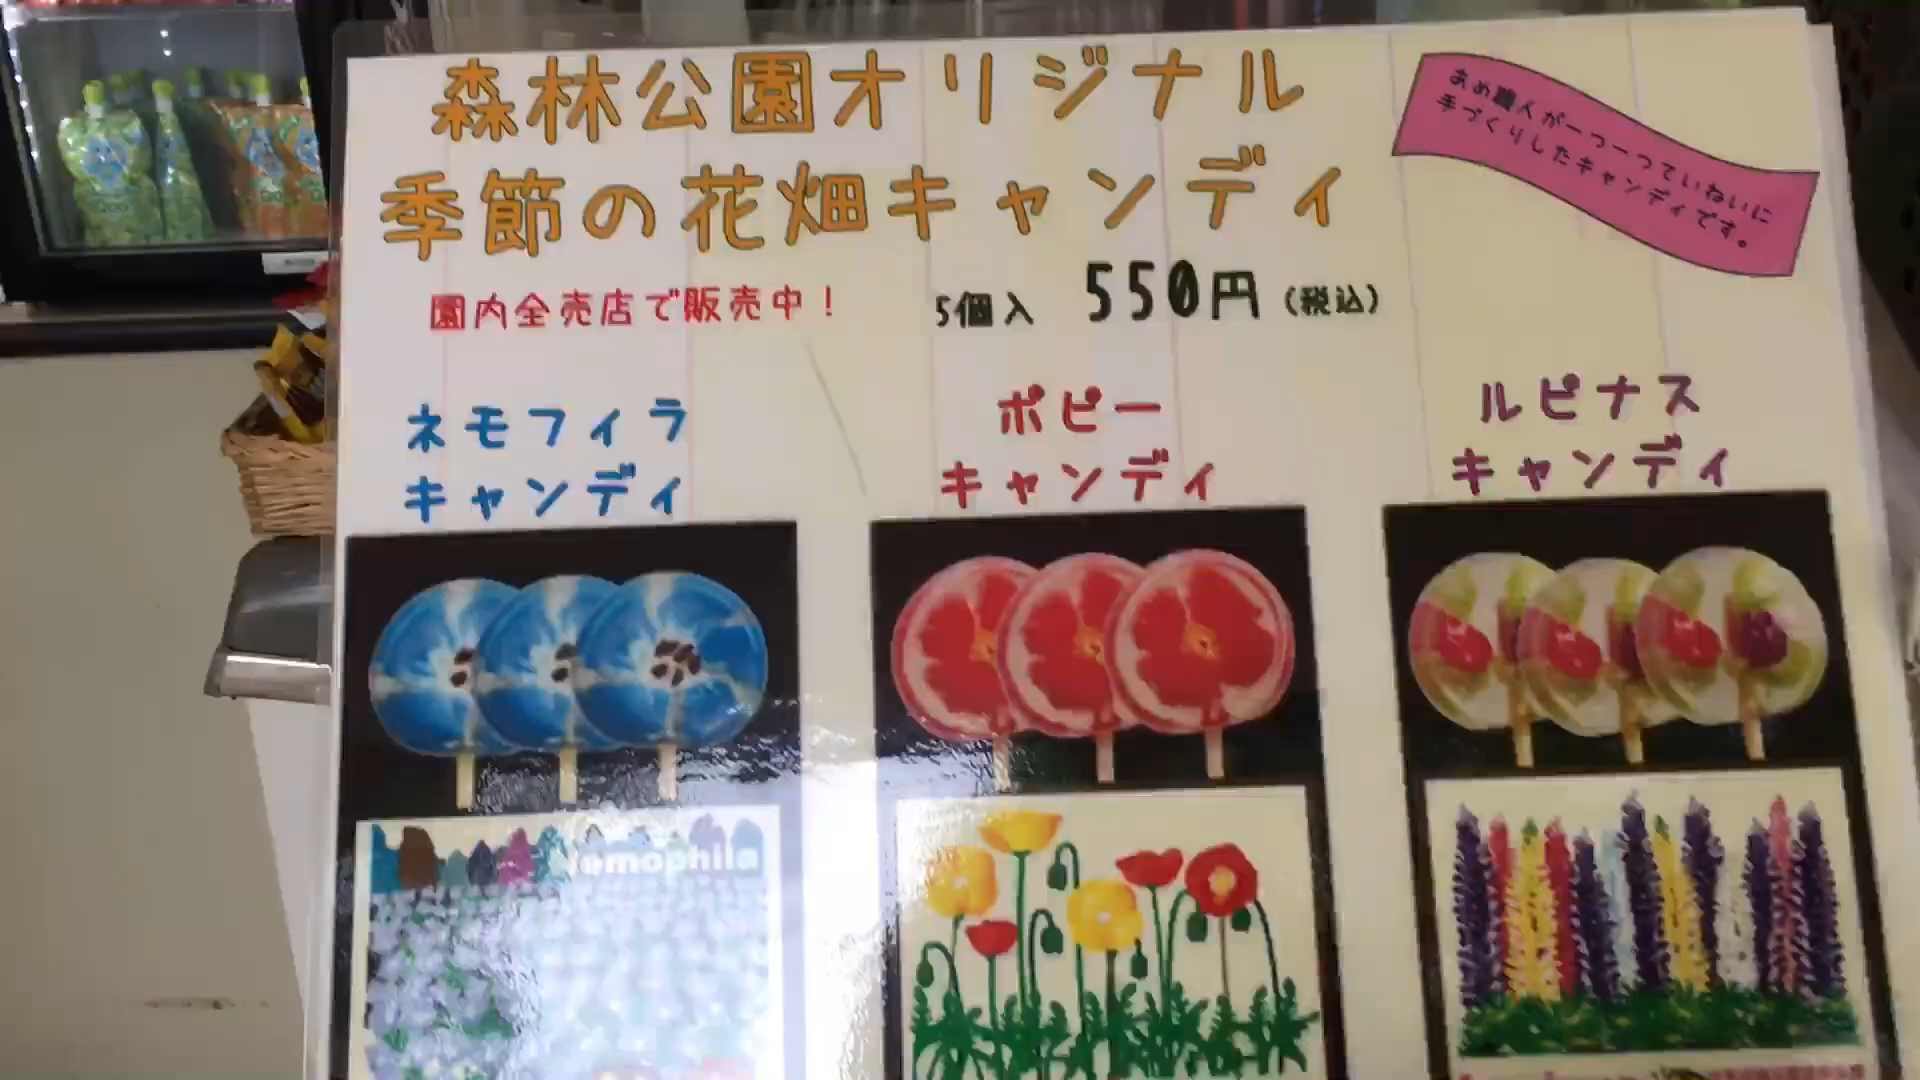 森林公園オリジナル
季節の花畑キャンディ
あめ職人が一つ一つていねいに
手づくりしたキャンディです。
園内全売店で販売中！
5個入 550円（税込）
ネモフィラ
キャンディ
ポピー
キャンディ
ルピナス
キャンディ
Nemophila